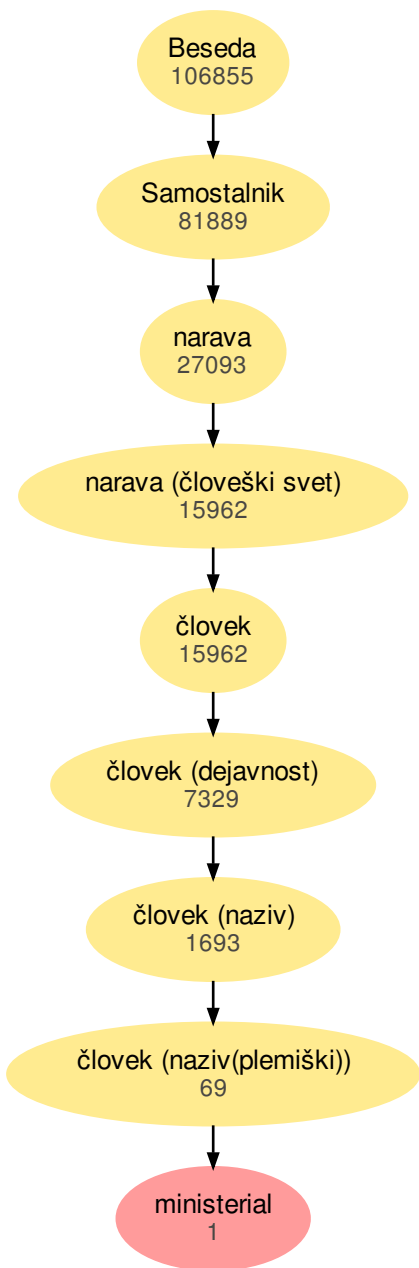 Beseda
106855
Samostalnik
81889
narava
27093
narava (človeški svet)
15962
človek
15962
človek (dejavnost)
7329
človek (naziv)
1693
človek (naziv(plemiški))
69
ministerial
1